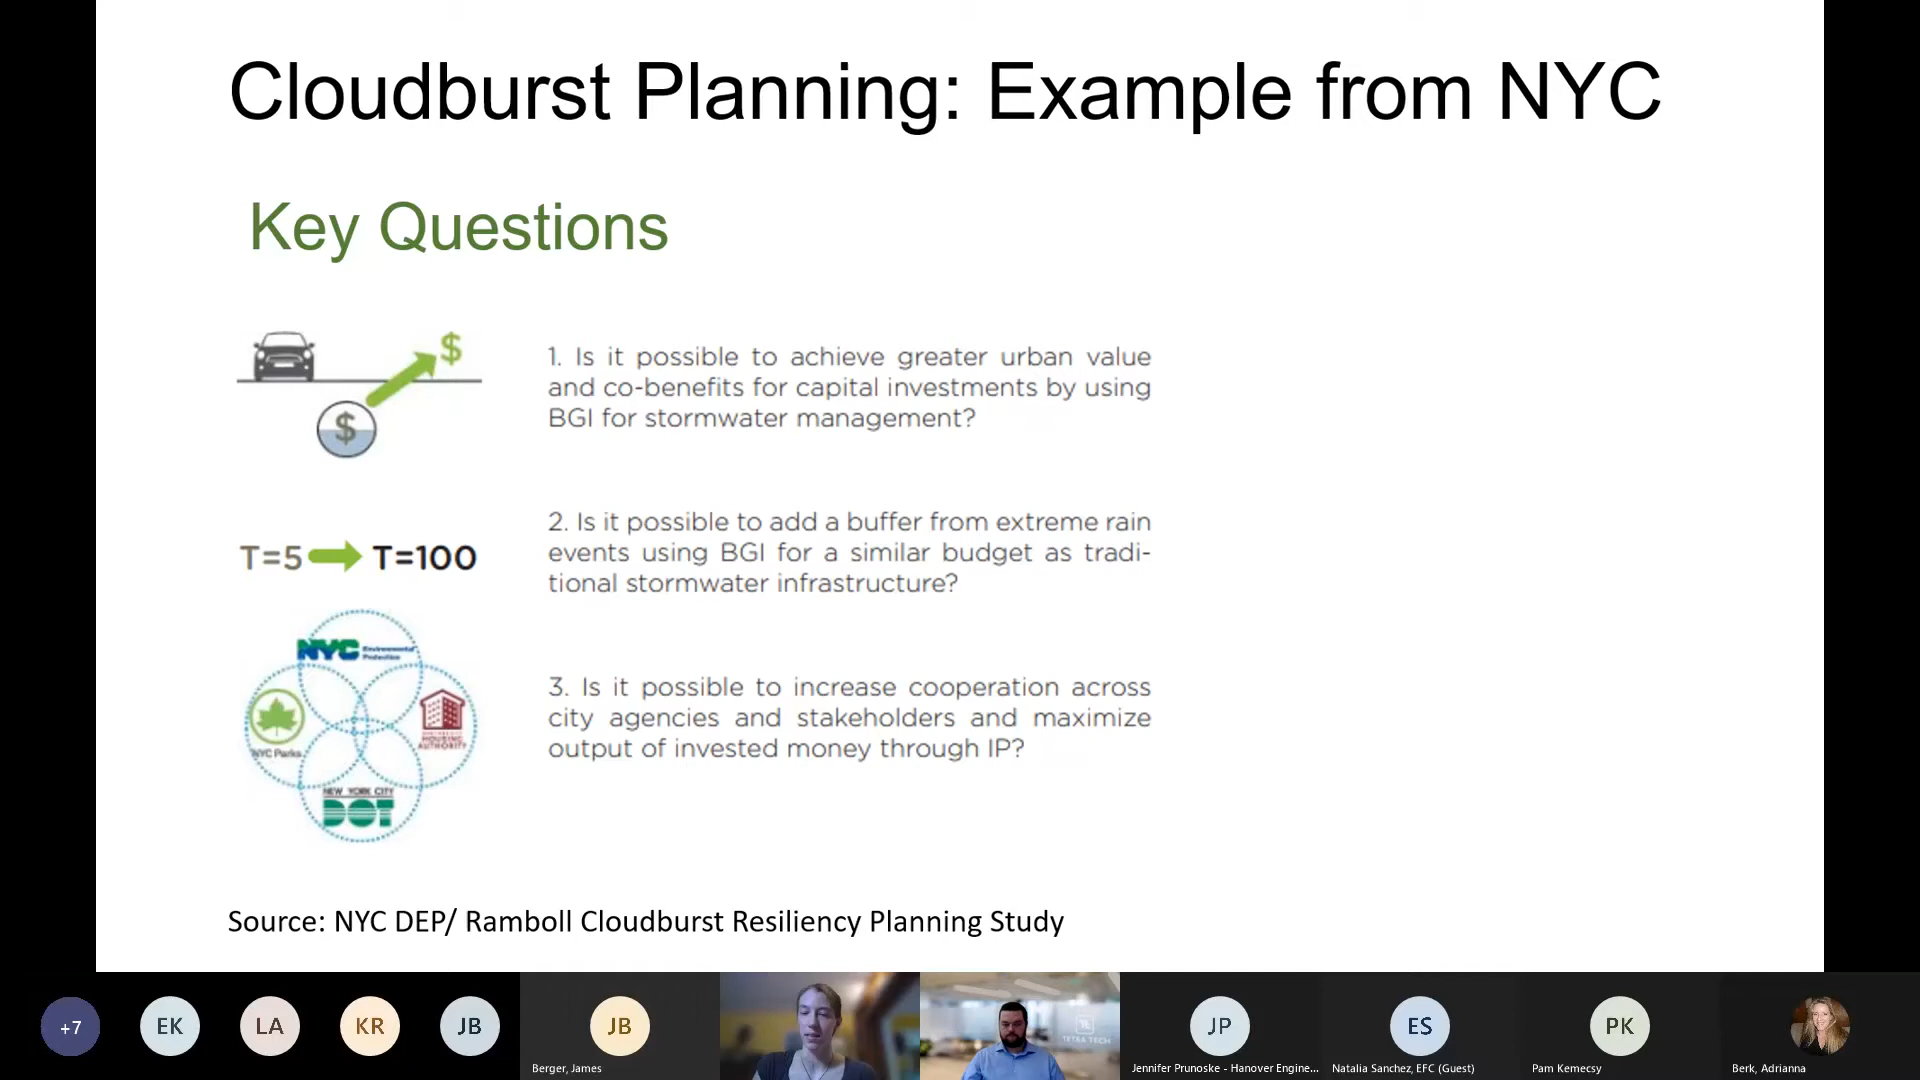 Cloudburst Planning: Example from NYC
Key Questions
$
$
1. Is it possible to achieve greater urban value
and co-benefits for capital investments by using
BGI for stormwater management?
T=5 T=100
2. Is it possible to add a buffer from extreme rain
events using BGI for a similar budget as tradi-
tional stormwater infrastructure?
NYC Environmental
Protection
NYC Parks
HOUSING
AUTHORITY
NEW YORK CITY
DOT
3. Is it possible to increase cooperation across
city agencies and stakeholders and maximize
output of invested money through IP?
Source: NYC DEP/ Ramboll Cloudburst Resiliency Planning Study
+7
EK
LA
KR
JB
JB
Berger, James
TETRA TECH
JP
Jennifer Prunoske - Hanover Engine...
ES
Natalia Sanchez, EFC (Guest)
PK
Pam Kemecsy
Berk, Adrianna